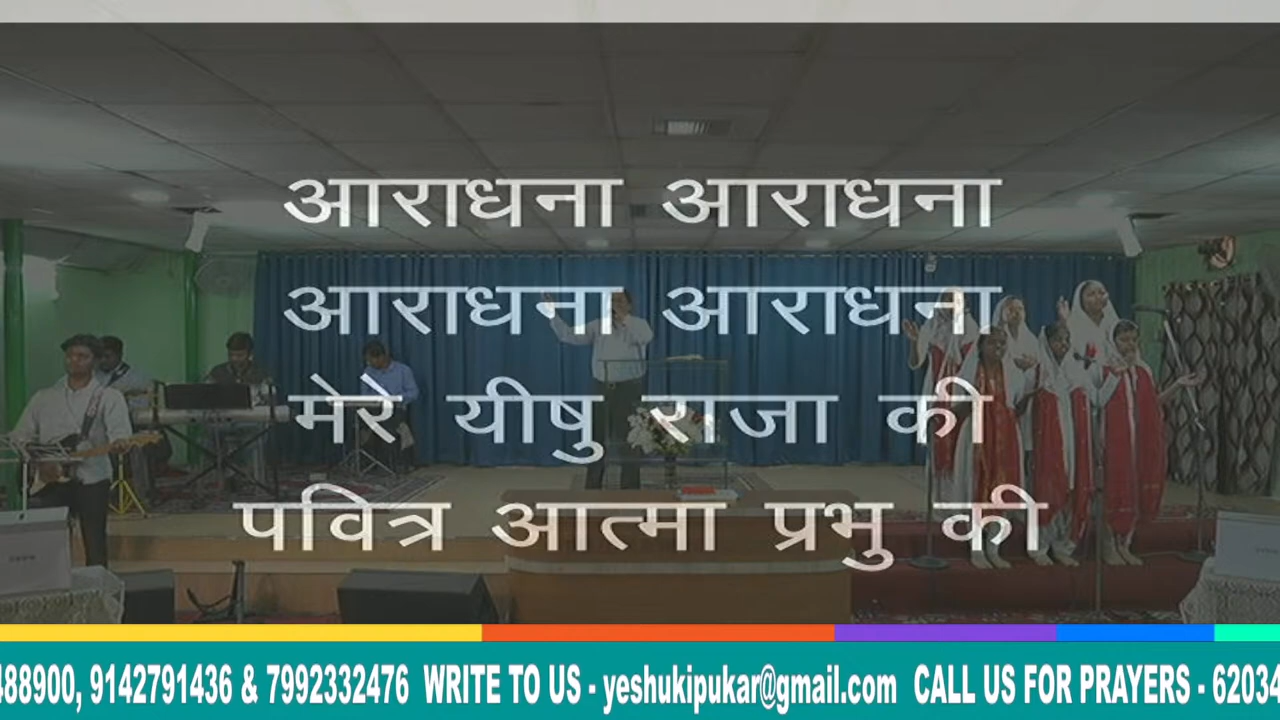 आराधना आराधना
आराधना आराधना
मेरे यीषु राजा की
पवित्र आत्मा प्रभु की
488900, 9142791436 & 7992332476 WRITE TO US - yeshukipukar@gmail.com CALL US FOR PRAYERS - 62034